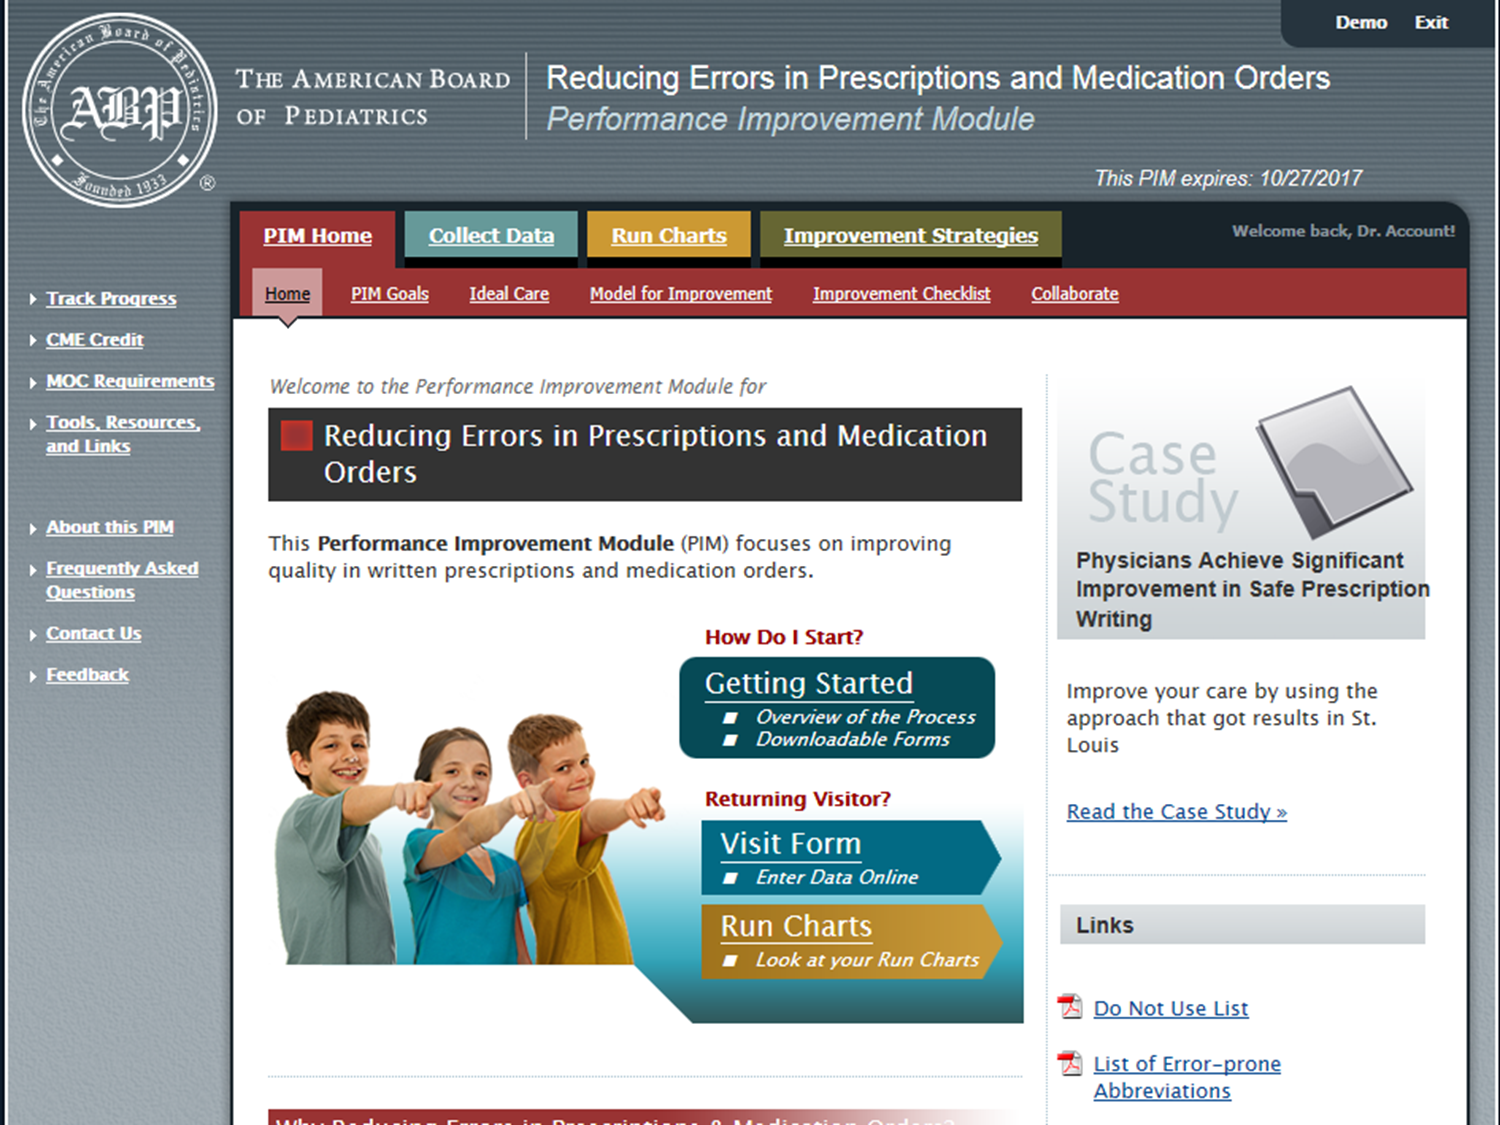 Demo Exit
The American Board of Pediatrics
ABP
Founded 1933
®
THE AMERICAN BOARD
OF PEDIATRICS
Reducing Errors in Prescriptions and Medication Orders
Performance Improvement Module
This PIM expires: 10/27/2017
PIM Home Collect Data Run Charts Improvement Strategies
Welcome back, Dr. Account!
Home PIM Goals Ideal Care Model for Improvement Improvement Checklist Collaborate
Track Progress
CME Credit
MOC Requirements
Tools, Resources,
and Links
About this PIM
Frequently Asked
Questions
Contact Us
Feedback
Welcome to the Performance Improvement Module for
Reducing Errors in Prescriptions and Medication
Orders
This Performance Improvement Module (PIM) focuses on improving
quality in written prescriptions and medication orders.
How Do I Start?
Getting Started
Overview of the Process
Downloadable Forms
Returning Visitor?
Visit Form
Enter Data Online
Run Charts
Look at your Run Charts
Why Reducing Errors in Prescriptions & Medication Orders?
Case
Study
Physicians Achieve Significant
Improvement in Safe Prescription
Writing
Improve your care by using the
approach that got results in St.
Louis
Read the Case Study »
Links
Do Not Use List
List of Error-prone
Abbreviations